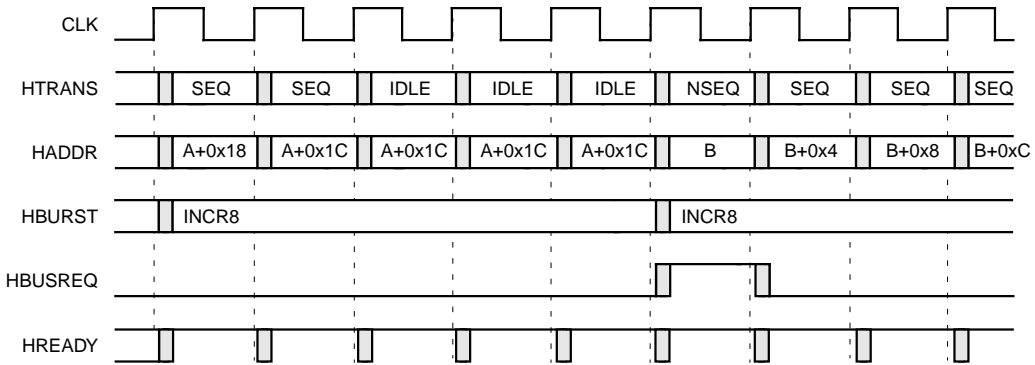 CLK
HTRANS SEQ SEQ IDLE IDLE IDLE NSEQ SEQ SEQ SEQ
HADDR A+0x18 A+0x1C A+0x1C A+0x1C A+0x1C B B+0x4 B+0x8 B+0xC
HBURST INCR8 INCR8
HBUSREQ
HREADY